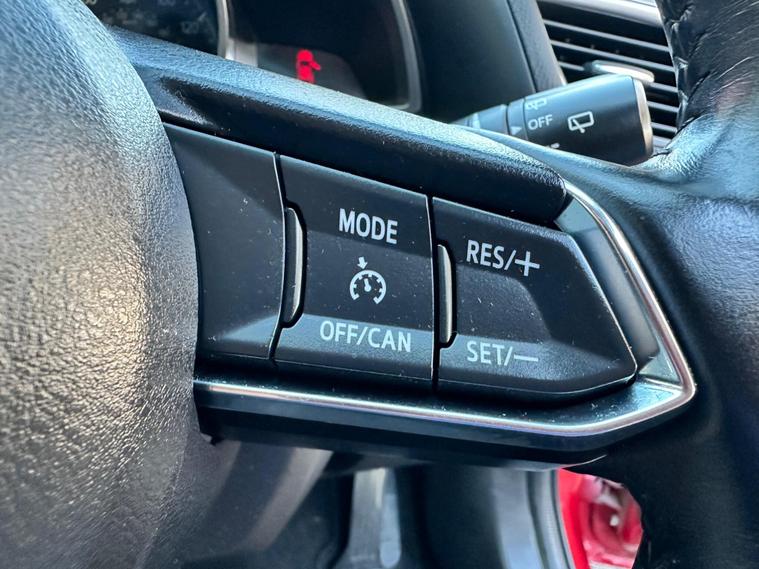 OFF
MODE
OFF/CAN
RES/+
SET/—